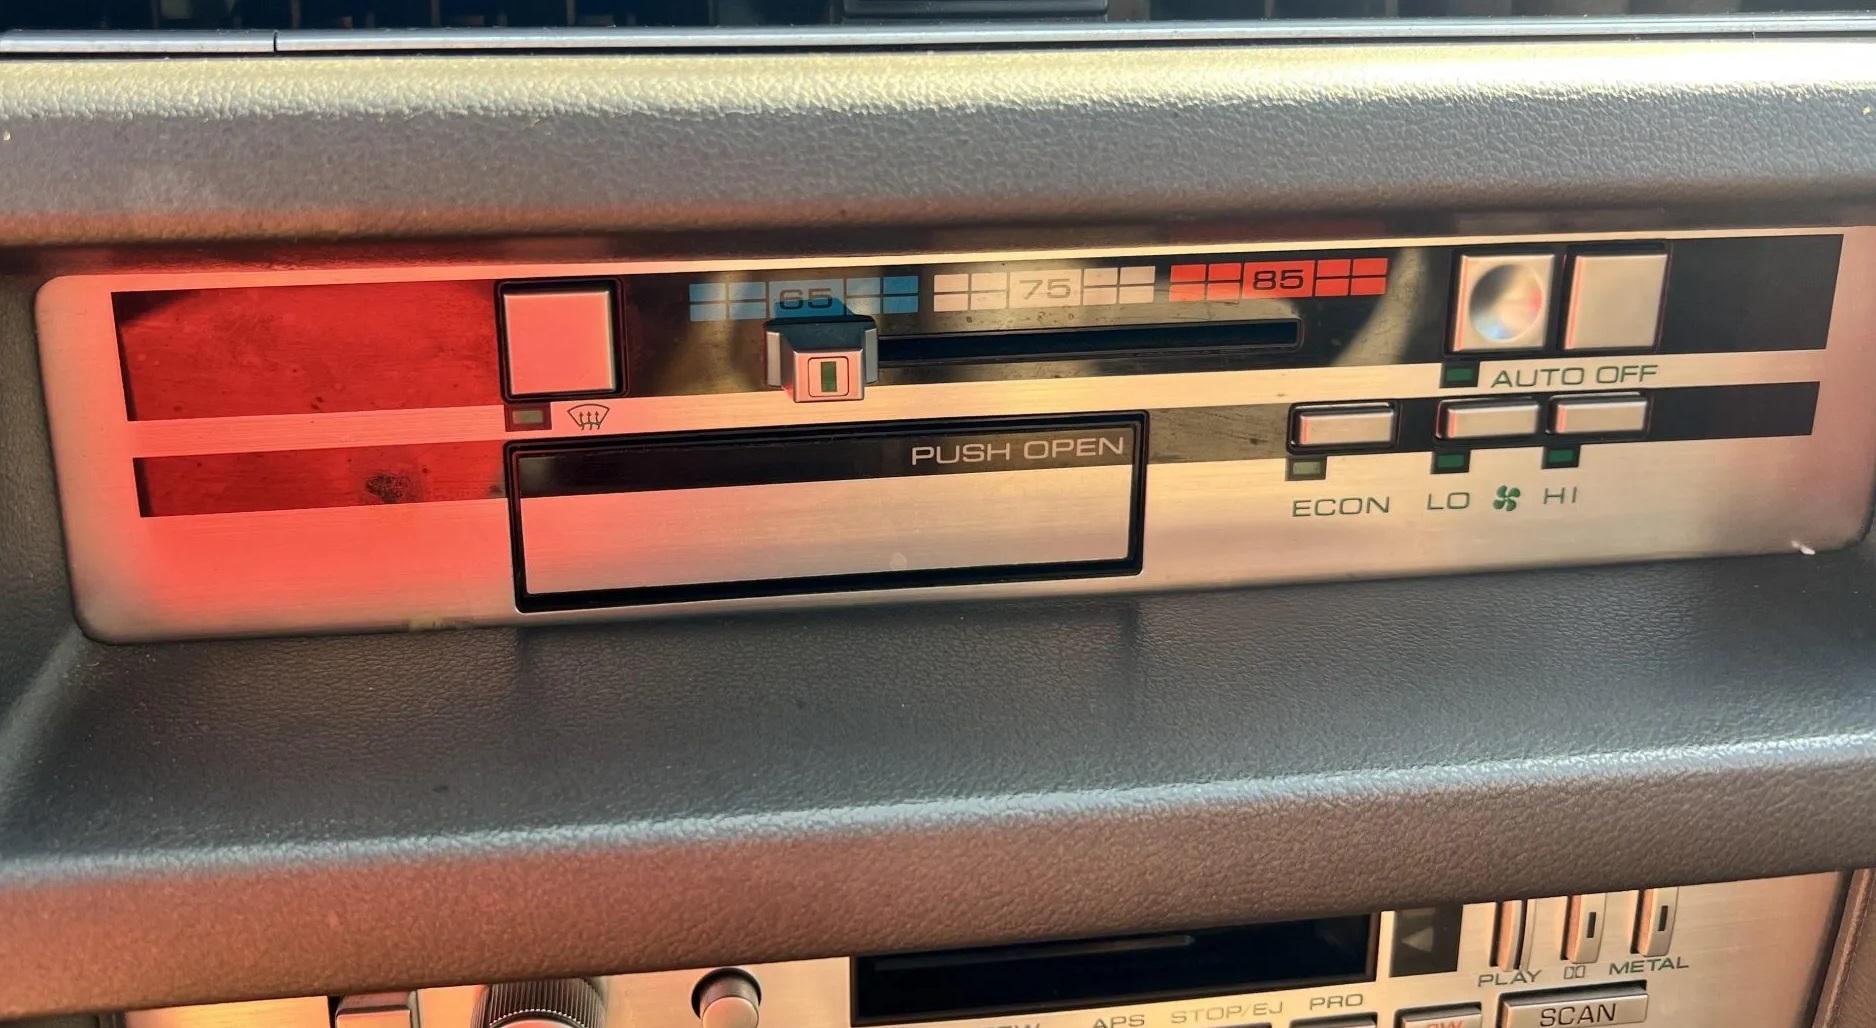 65 75 85
AUTO OFF
PUSH OPEN
ECON LO HI
PLAY METAL
APS STOP/EJ PRO
SCAN